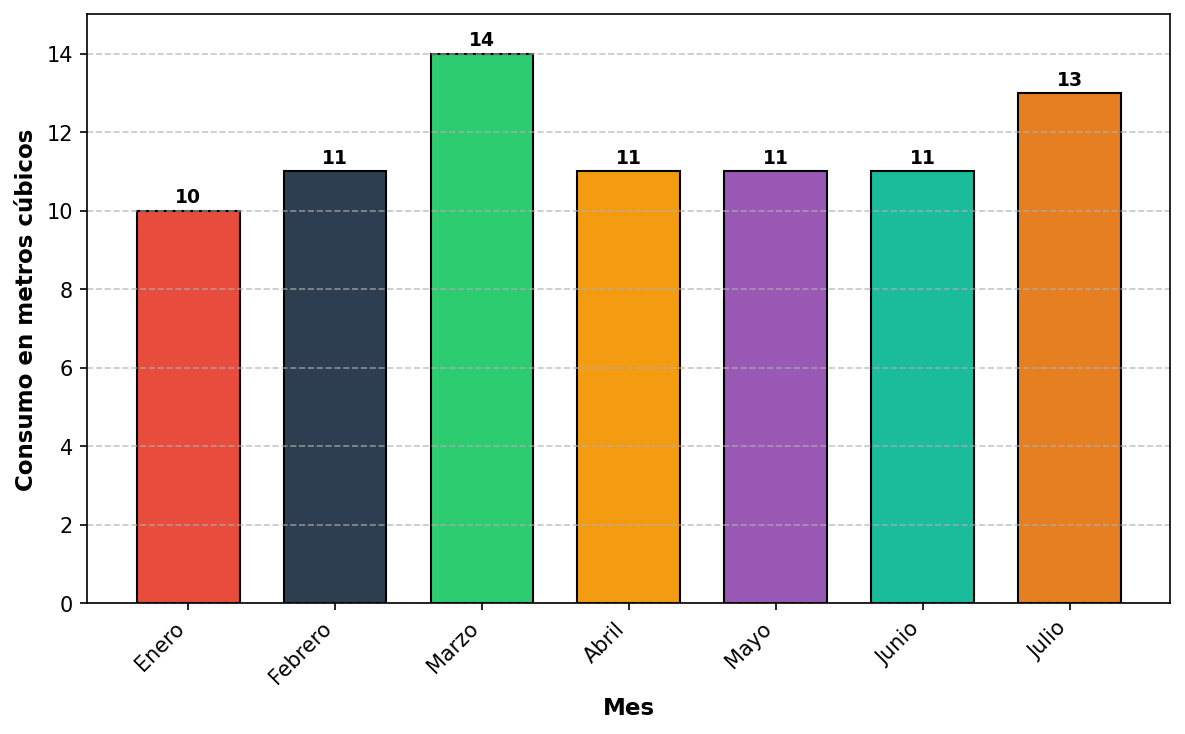 Consumo en metros cúbicos
14
12
10
8
6
4
2
0
10
11
14
11
11
11
13
Enero
Febrero
Marzo
Abril
Mayo
Junio
Julio
Mes